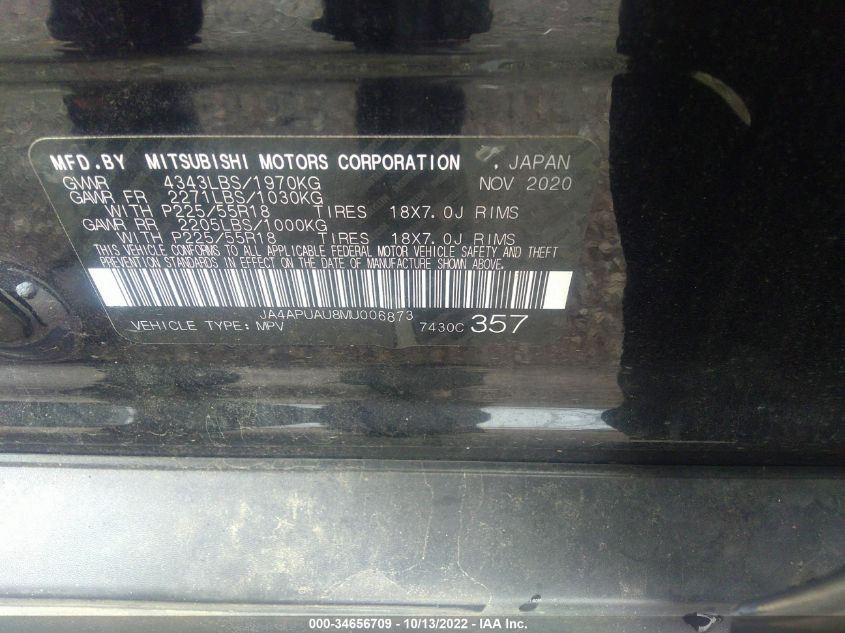 MFD.BY MITSUBISHI MOTORS CORPORATION . JAPAN
GVWR 4343LBS/1970KG NOV 2020
GAWR FR 2271LBS/1030KG
WITH P225/55R18 TIRES 18X7.0J RIMS
GAWR RR 2205LBS/1000KG
WITH P225/55R18 TIRES 18X7.0J RIMS
THIS VEHICLE CONFORMS TO ALL APPLICABLE FEDERAL MOTOR VEHICLE SAFETY AND THEFT
PREVENTION STANDARDS IN EFFECT ON THE DATE OF MANUFACTURE SHOWN ABOVE.
JA4APUAU8MU006873
VEHICLE TYPE: MPV 7430C 357
000-34656709 - 10/13/2022 - IAA Inc.